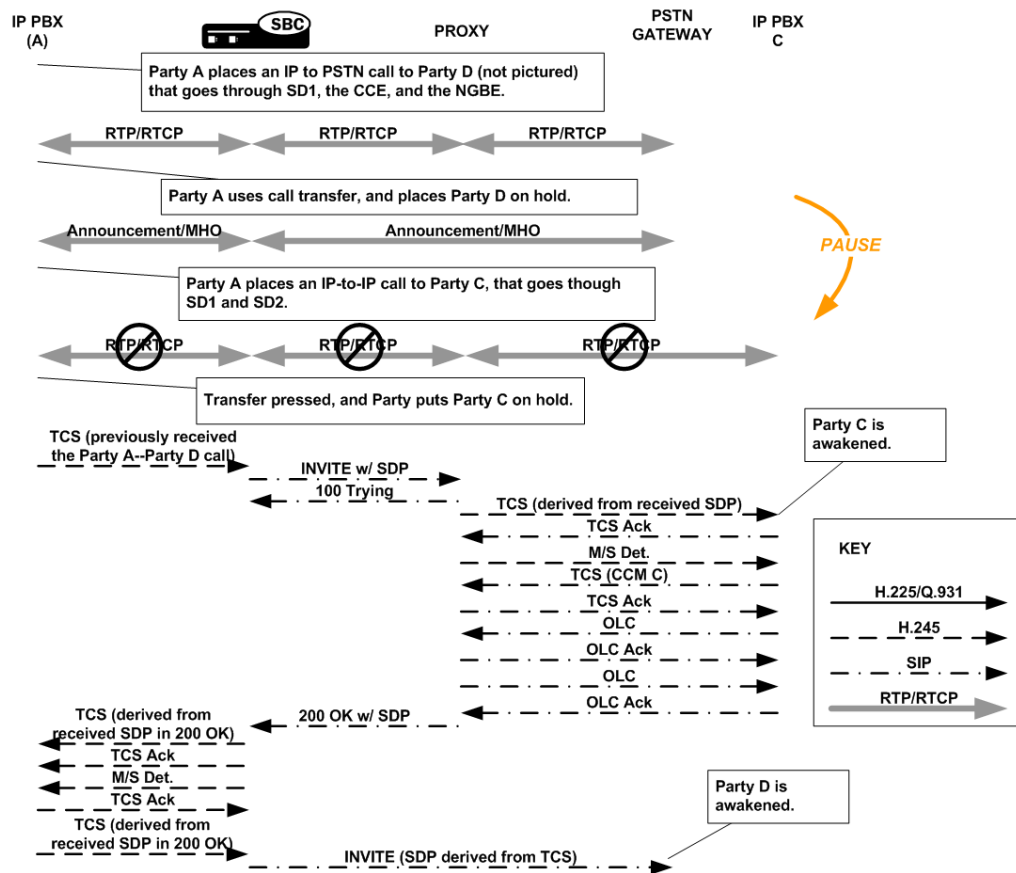 IP PBX
(A)
SBC
PROXY
PSTN
GATEWAY
IP PBX
C
Party A places an IP to PSTN call to Party D (not pictured)
that goes through SD1, the CCE, and the NGBE.
RTP/RTCP
RTP/RTCP
RTP/RTCP
Party A uses call transfer, and places Party D on hold.
Announcement/MHO
Announcement/MHO
PAUSE
Party A places an IP-to-IP call to Party C, that goes though
SD1 and SD2.
RTP/RTCP
RTP/RTCP
RTP/RTCP
Transfer pressed, and Party puts Party C on hold.
TCS (previously received
the Party A--Party D call)
Party C is
awakened.
INVITE w/ SDP
100 Trying
TCS (derived from received SDP)
TCS Ack
M/S Det.
TCS (CCM C)
TCS Ack
OLC
OLC Ack
OLC
OLC Ack
KEY
H.225/Q.931
H.245
SIP
RTP/RTCP
200 OK w/ SDP
TCS (derived from
received SDP in 200 OK)
TCS Ack
M/S Det.
TCS Ack
TCS (derived from
received SDP in 200 OK)
Party D is
awakened.
INVITE (SDP derived from TCS)